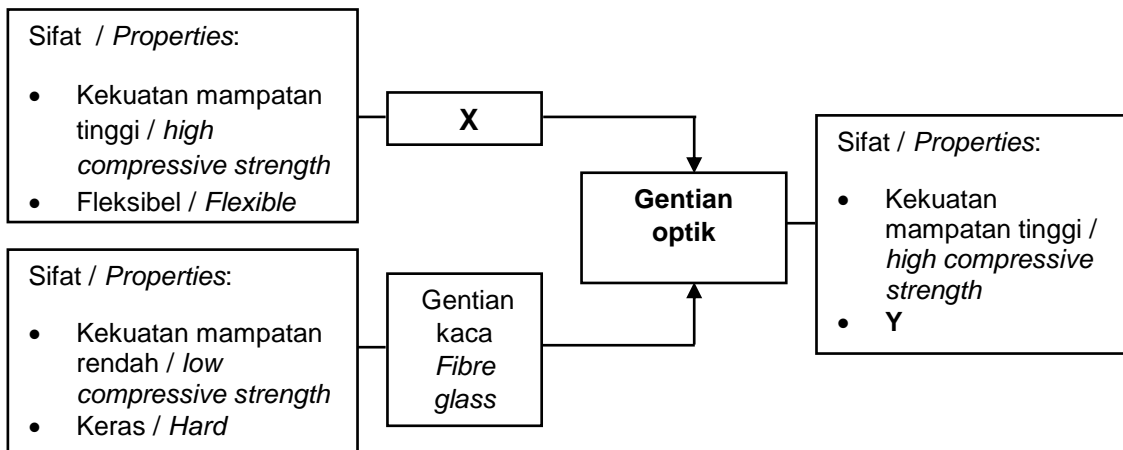 Sifat / Properties:
• Kekuatan mampatan
tinggi / high
compressive strength
• Fleksibel / Flexible
X
Sifat / Properties:
• Kekuatan mampatan
rendah / low
compressive strength
• Keras / Hard
Gentian
kaca
Fibre
glass
Gentian
optik
Sifat / Properties:
• Kekuatan
mampatan tinggi /
high compressive
strength
• Y